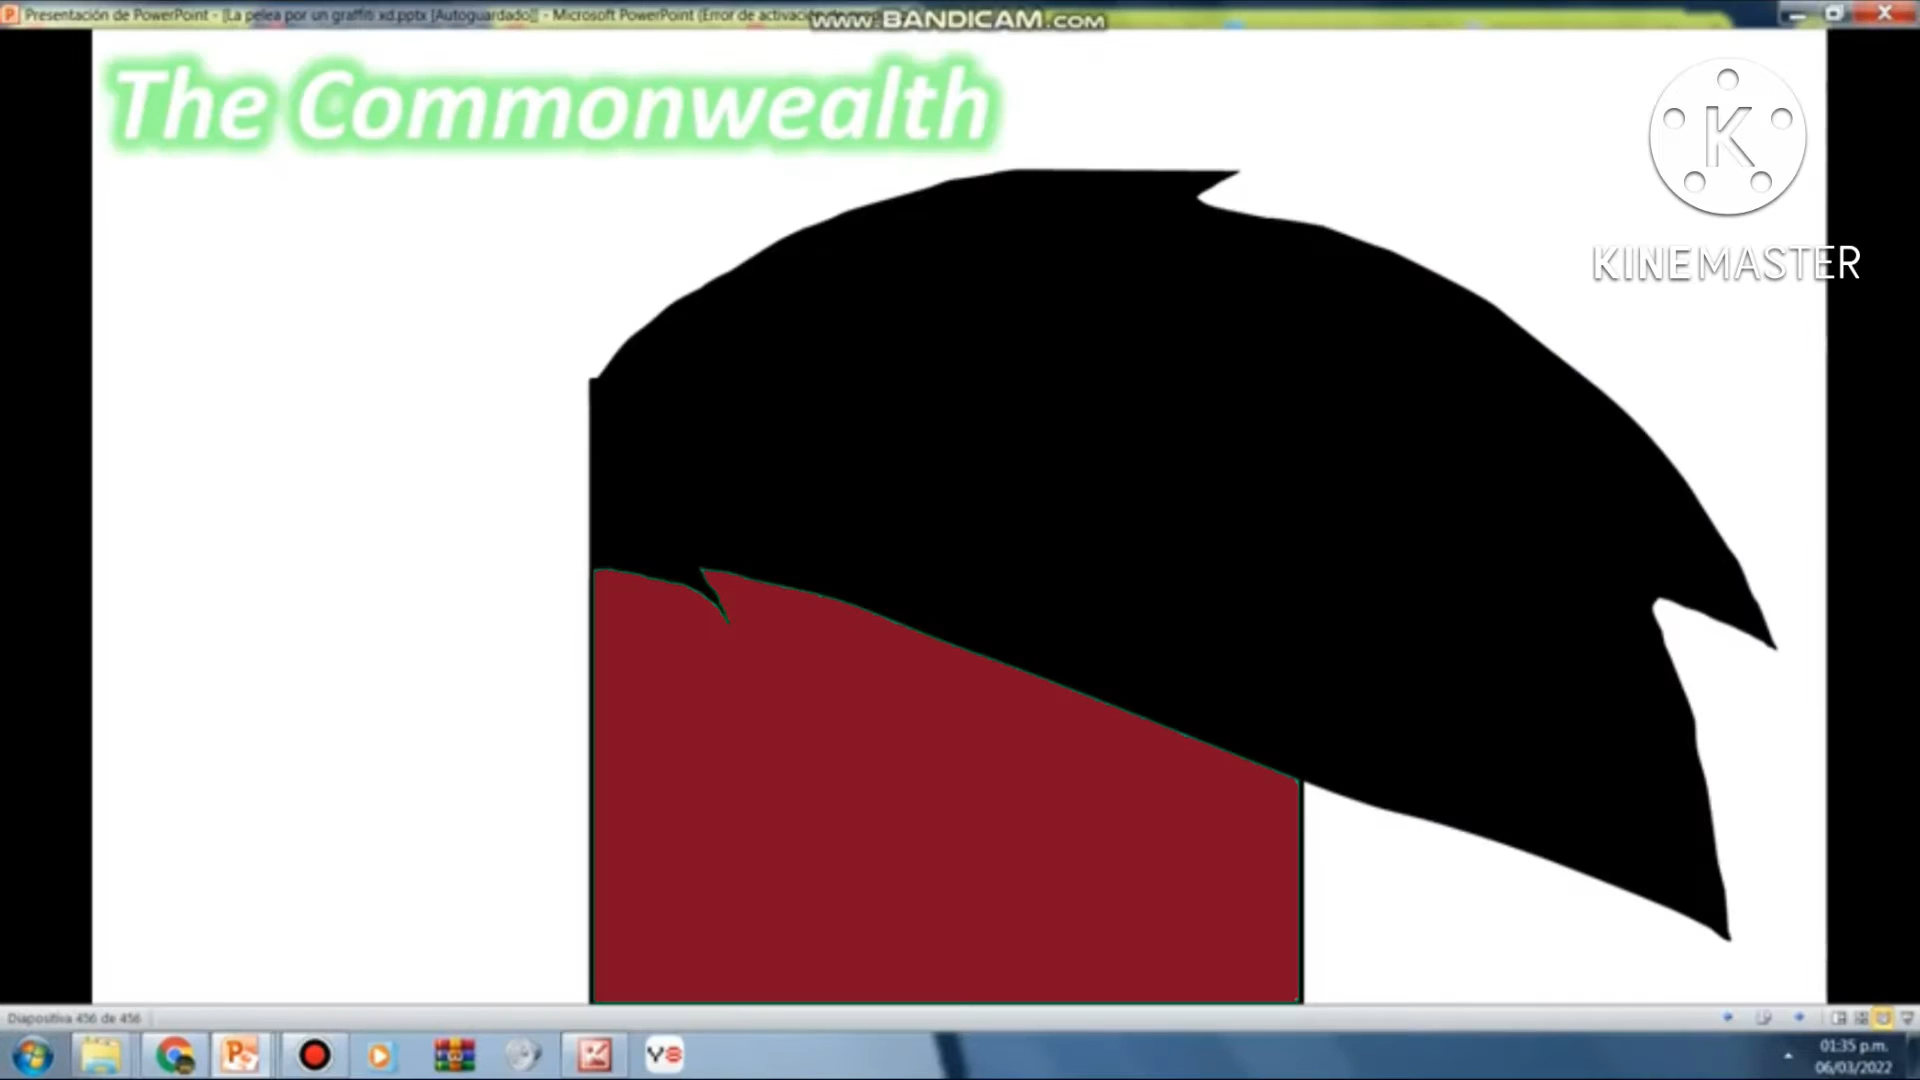 Presentación de PowerPoint - [La pelea por un graffiti xd.pptx [Autoguardado]] - Microsoft PowerPoint (Error de activación
www.BANDICAM.com
The Commonwealth
K
KINEMASTER
Diapositiva 456 de 456
Y8
01:35 p.m.
06/03/2022